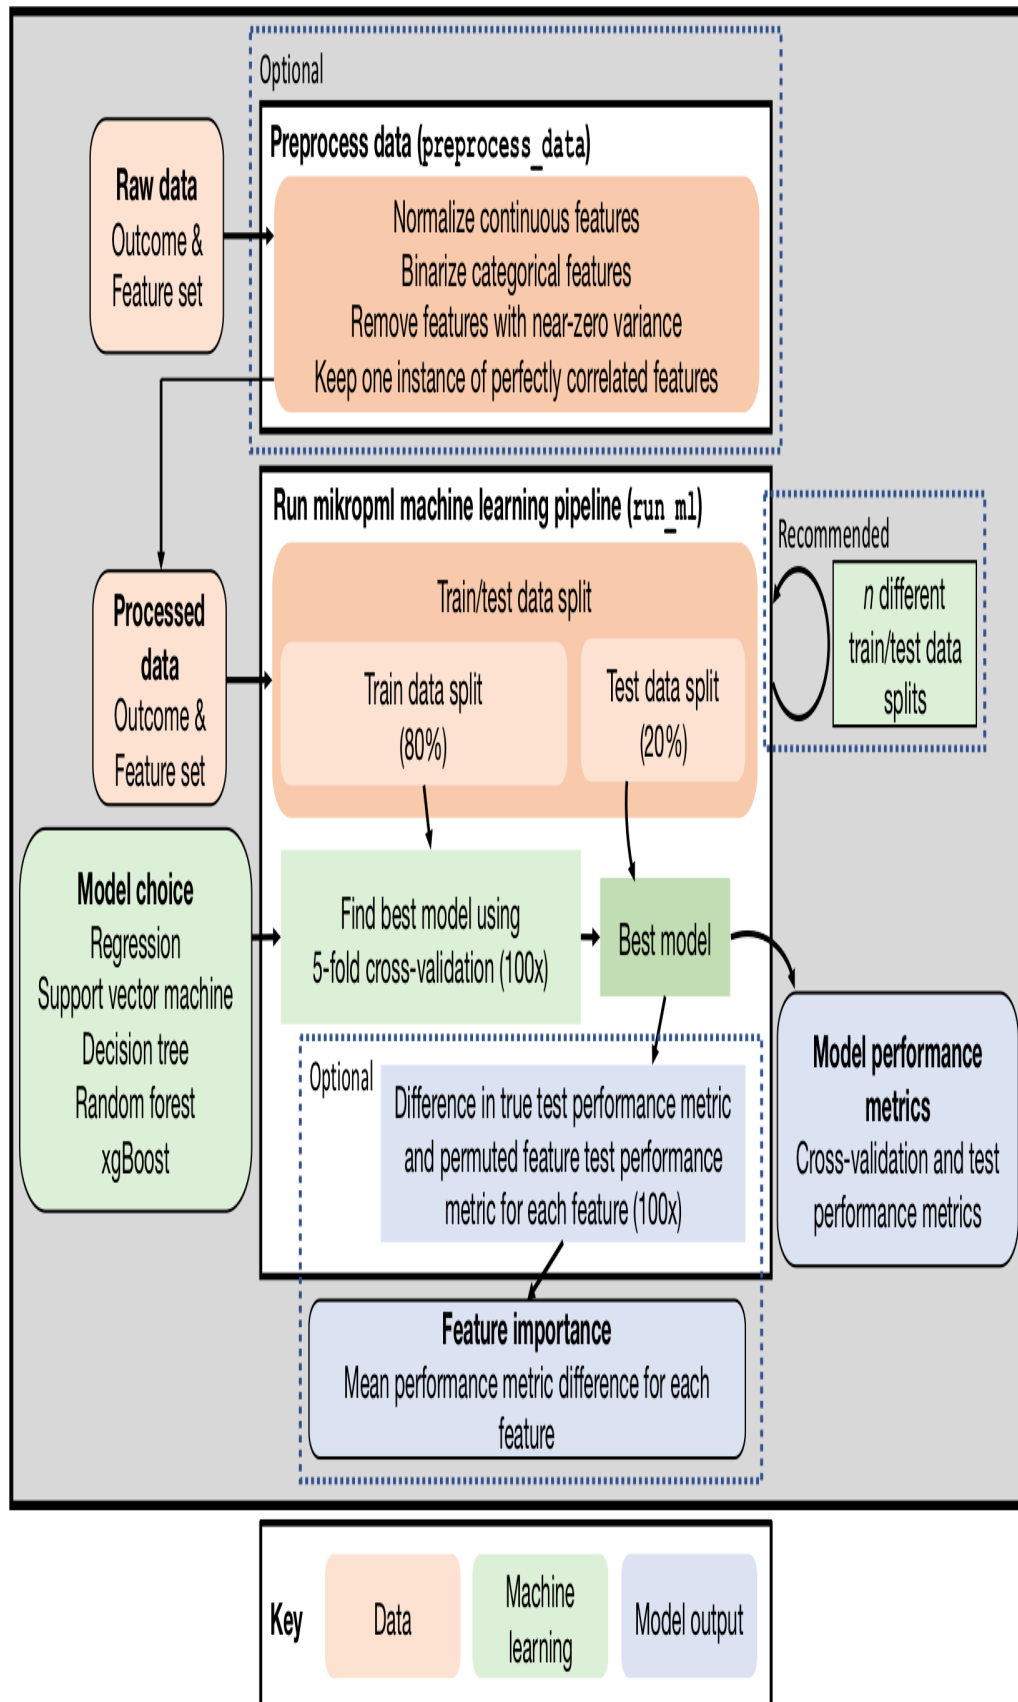 Optional
Preprocess data (preprocess_data)
Raw data
Outcome &
Feature set
Normalize continuous features
Binarize categorical features
Remove features with near-zero variance
Keep one instance of perfectly correlated features
Run mikropml machine learning pipeline (run_ml)
Recommended
n different
train/test data
splits
Train/test data split
Train data split
(80%)
Test data split
(20%)
Processed
data
Outcome &
Feature set
Model choice
Regression
Support vector machine
Decision tree
Random forest
xgBoost
Find best model using
5-fold cross-validation (100x)
Best model
Model performance
metrics
Cross-validation and test
performance metrics
Optional
Difference in true test performance metric
and permuted feature test performance
metric for each feature (100x)
Feature importance
Mean performance metric difference for each
feature
Key
Data
Machine
learning
Model output